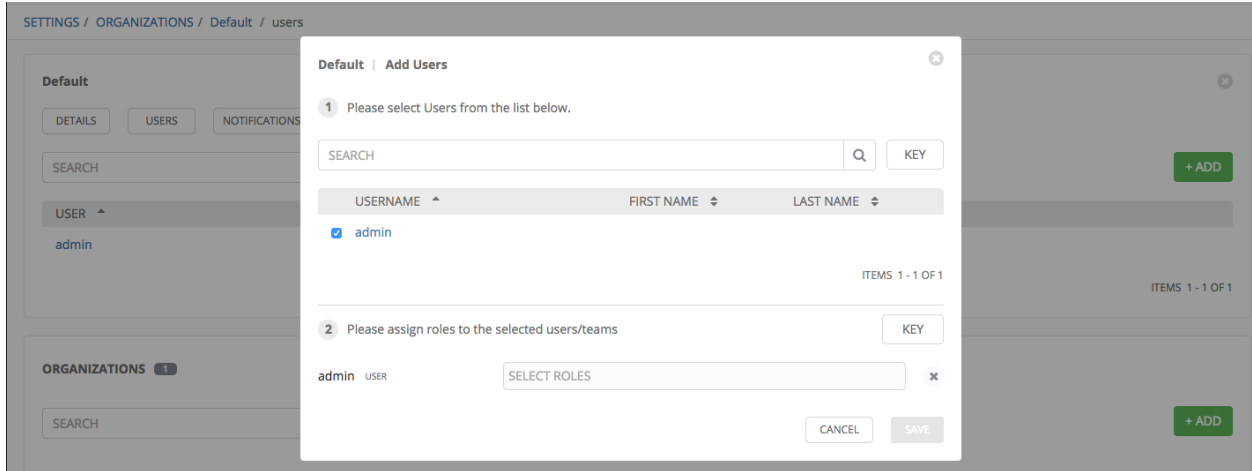 SETTINGS / ORGANIZATIONS / Default / users
Default
DETAILS USERS NOTIFICATIONS
SEARCH
+ ADD
USER
admin
ITEMS 1 - 1 OF 1
ORGANIZATIONS 1
SEARCH
+ ADD
Default | Add Users
1 Please select Users from the list below.
SEARCH KEY
USERNAME FIRST NAME LAST NAME
admin
ITEMS 1 - 1 OF 1
2 Please assign roles to the selected users/teams KEY
admin USER SELECT ROLES
CANCEL SAVE